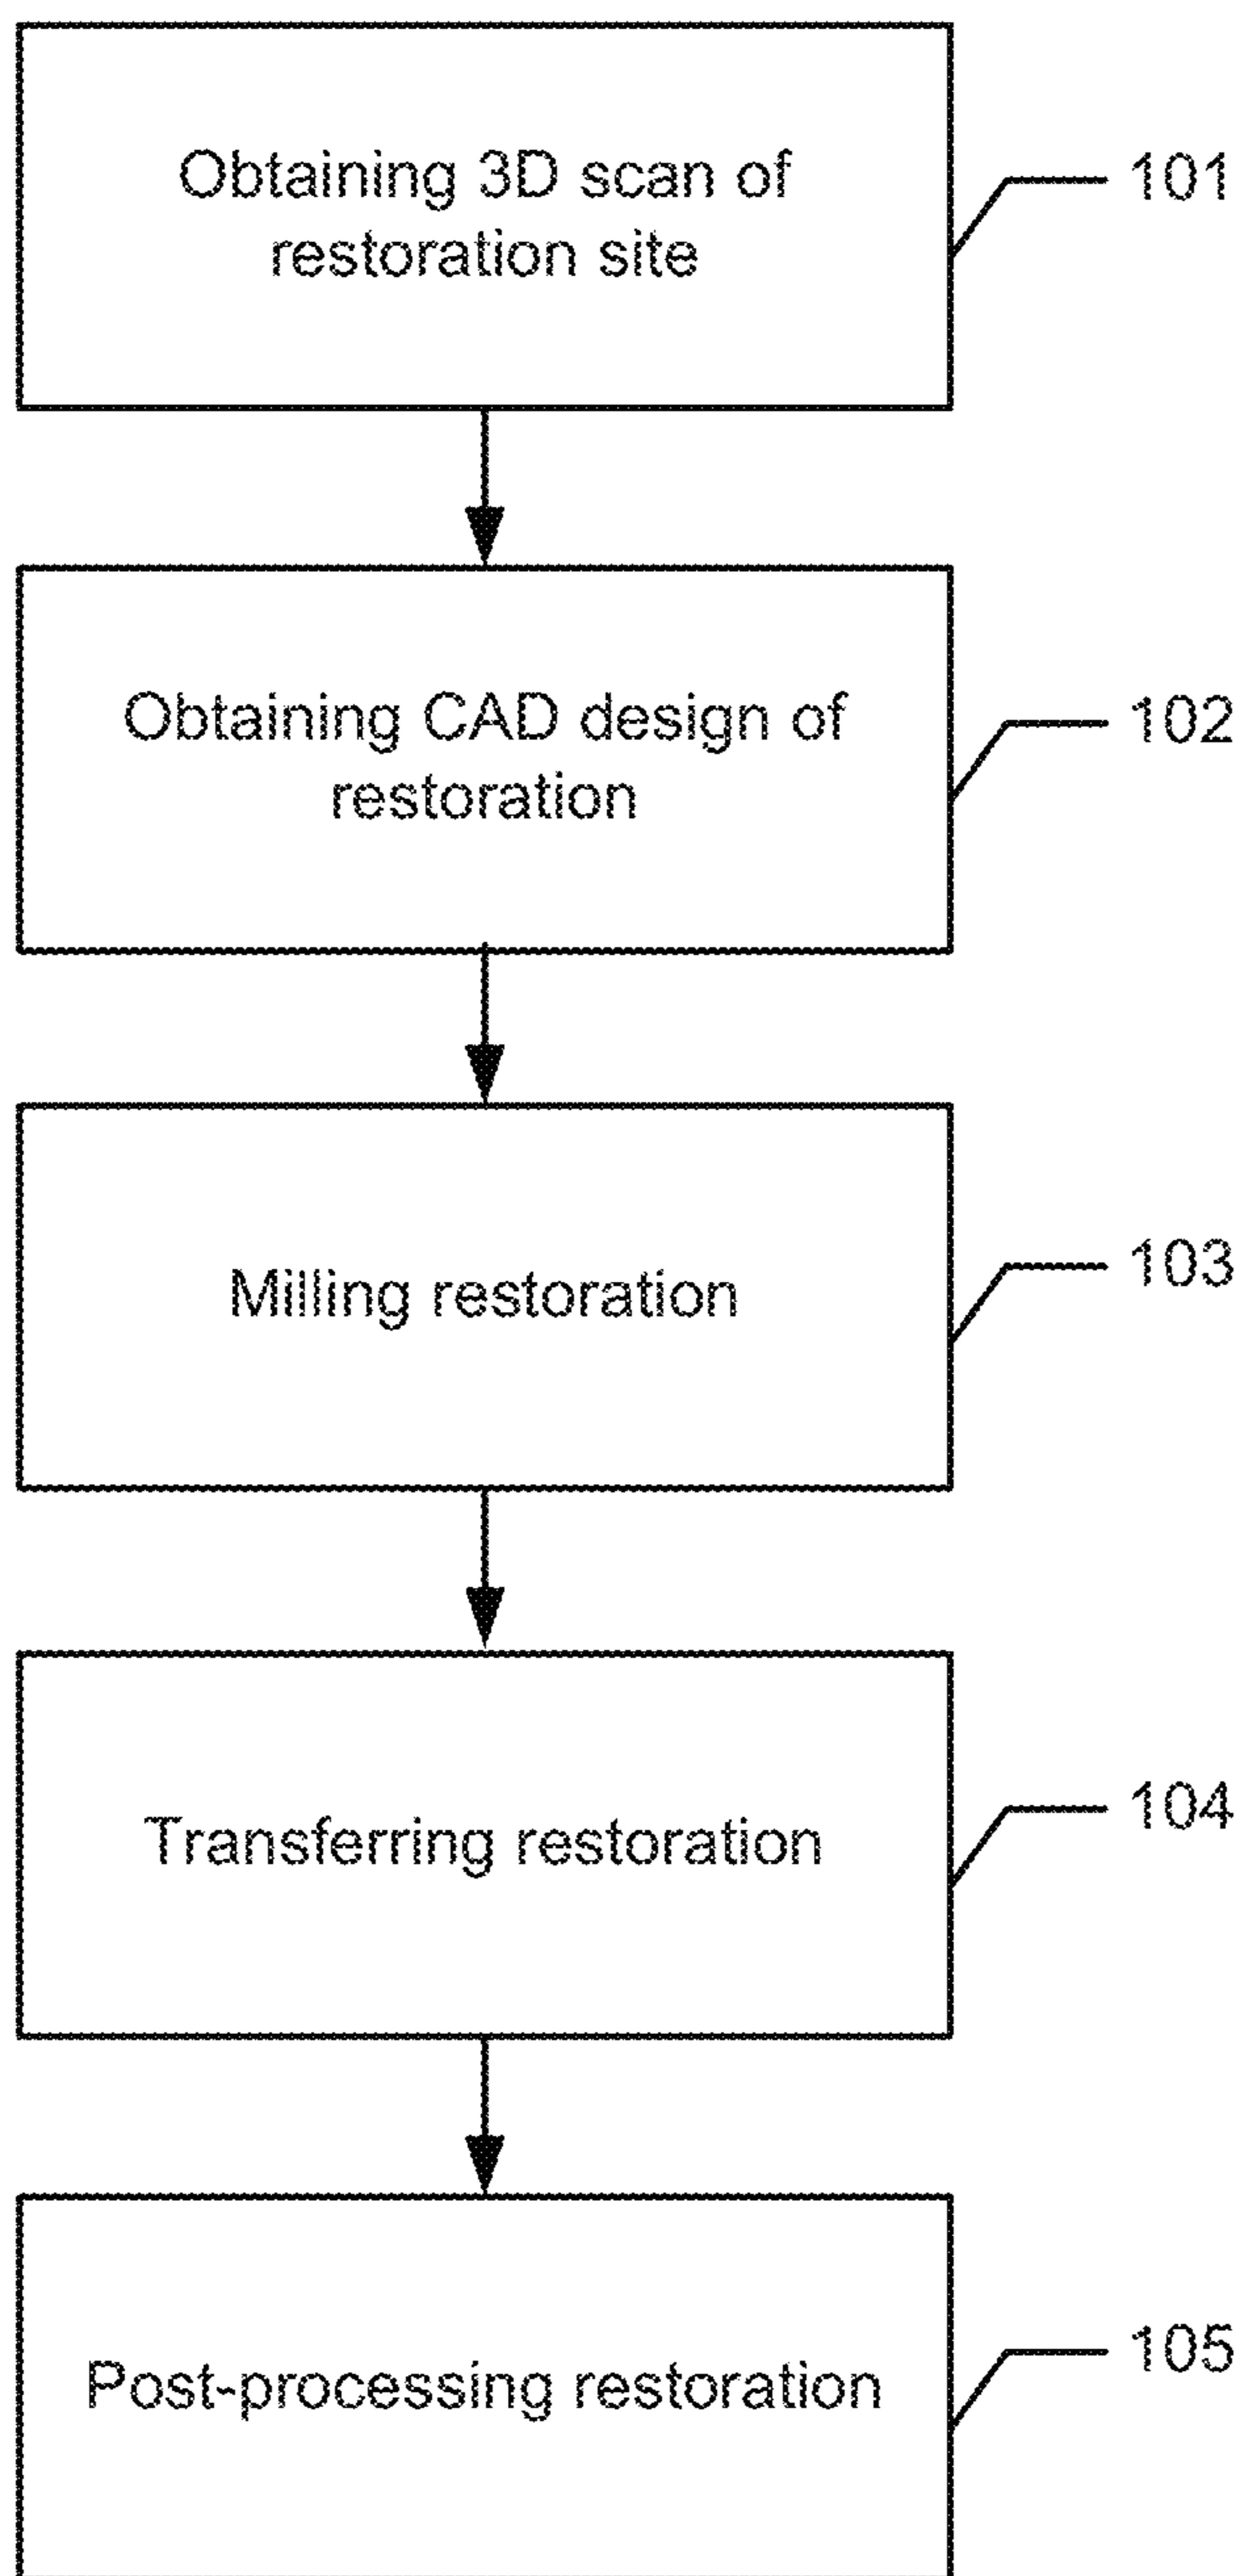 Obtaining 3D scan of
restoration site
101
Obtaining CAD design of
restoration
102
Milling restoration
103
Transferring restoration
104
Post-processing restoration
105